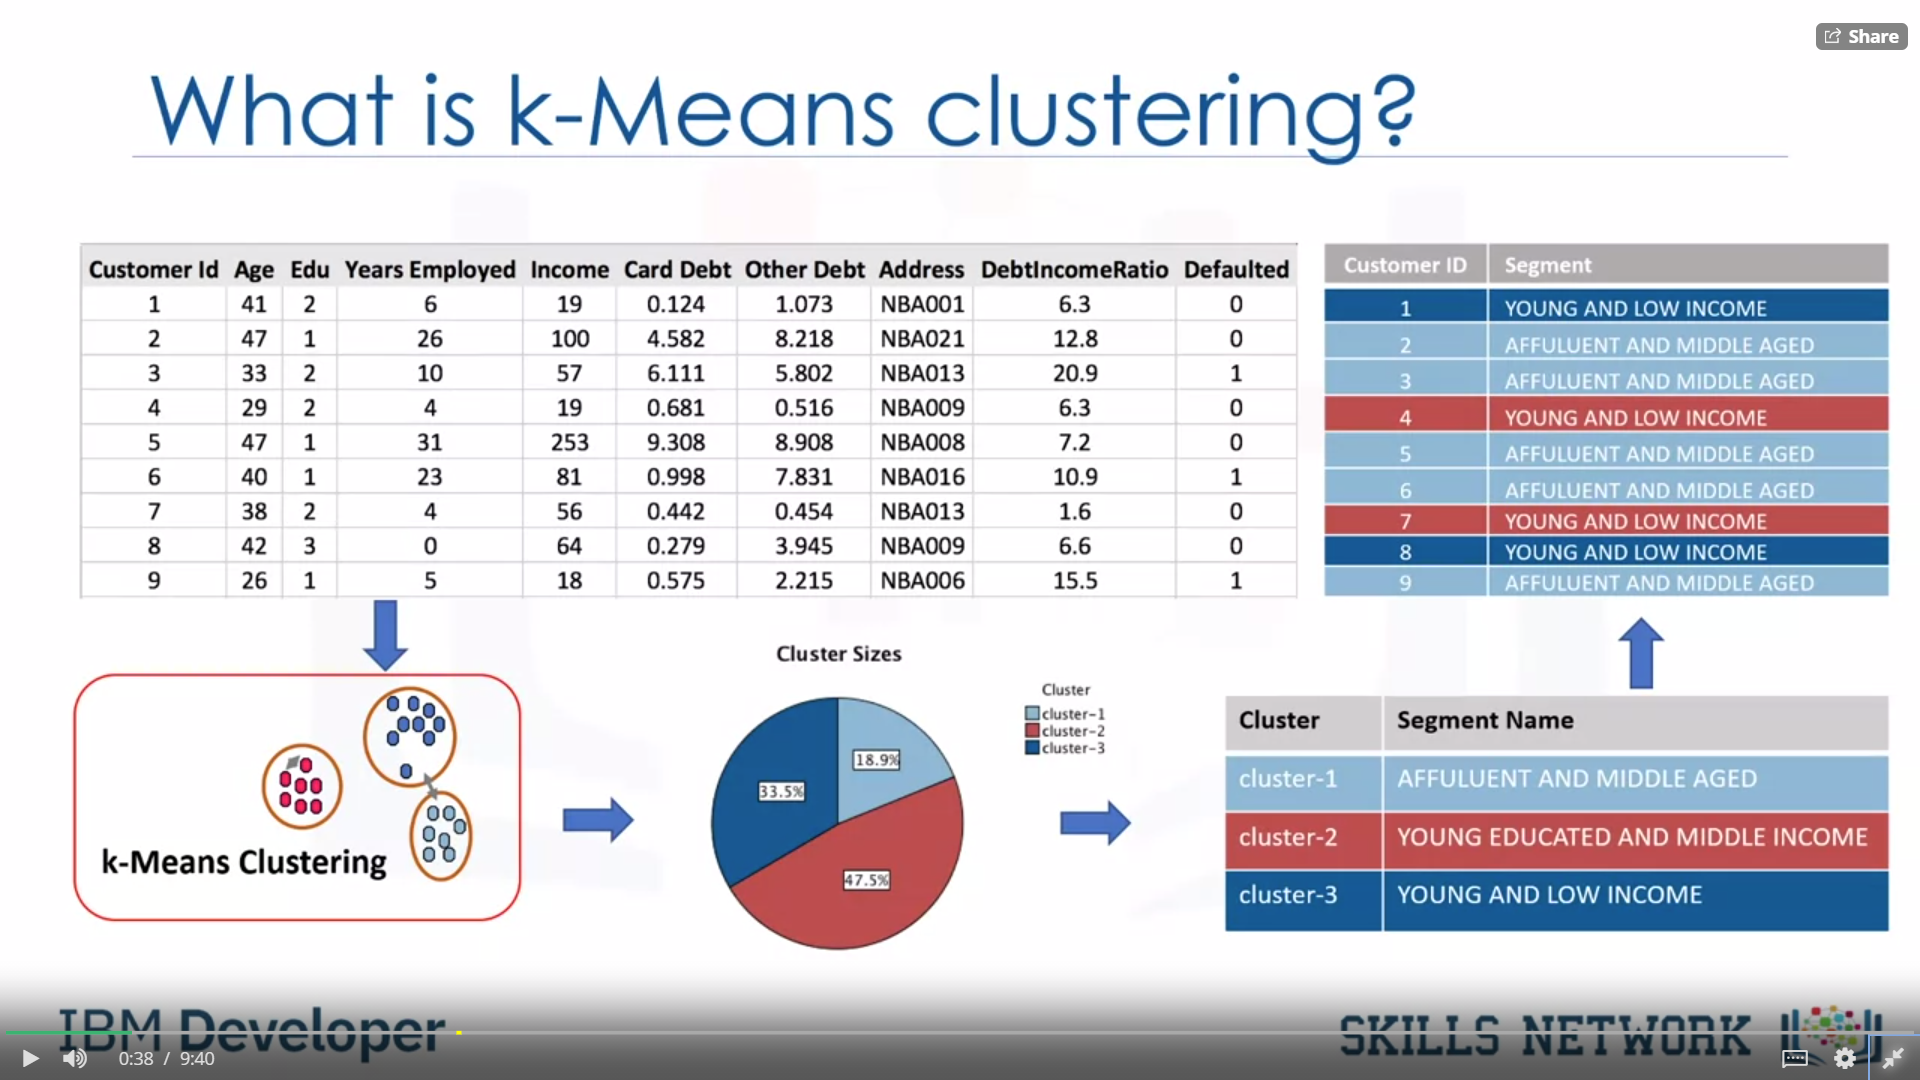 Share
What is k-Means clustering?
Customer Id Age Edu Years Employed Income Card Debt Other Debt Address DebtIncomeRatio Defaulted
1 41 2 6 19 0.124 1.073 NBA001 6.3 0
2 47 1 26 100 4.582 8.218 NBA021 12.8 0
3 33 2 10 57 6.111 5.802 NBA013 20.9 1
4 29 2 4 19 0.681 0.516 NBA009 6.3 0
5 47 1 31 253 9.308 8.908 NBA008 7.2 0
6 40 1 23 81 0.998 7.831 NBA016 10.9 1
7 38 2 4 56 0.442 0.454 NBA013 1.6 0
8 42 3 0 64 0.279 3.945 NBA009 6.6 0
9 26 1 5 18 0.575 2.215 NBA006 15.5 1
Customer ID Segment
1 YOUNG AND LOW INCOME
2 AFFULUENT AND MIDDLE AGED
3 AFFULUENT AND MIDDLE AGED
4 YOUNG AND LOW INCOME
5 AFFULUENT AND MIDDLE AGED
6 AFFULUENT AND MIDDLE AGED
7 YOUNG AND LOW INCOME
8 YOUNG AND LOW INCOME
9 AFFULUENT AND MIDDLE AGED
k-Means Clustering
Cluster Sizes
18.9%
33.5%
47.5%
Cluster
cluster-1
cluster-2
cluster-3
Cluster Segment Name
cluster-1 AFFULUENT AND MIDDLE AGED
cluster-2 YOUNG EDUCATED AND MIDDLE INCOME
cluster-3 YOUNG AND LOW INCOME
IBM Developer
SKILLS NETWORK
0:38 / 9:40